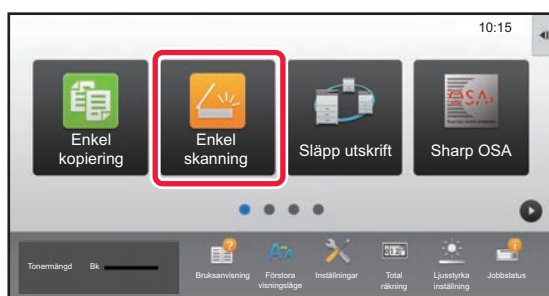 10:15
Enkel
kopiering
Enkel
skanning
Släpp utskrift
OSA
Sharp OSA
Tonermängd Bk
Bruksanvisning
Förstora
visningsläge
Inställningar
Total
räkning
Ljusstyrka
inställning
Jobbstatus